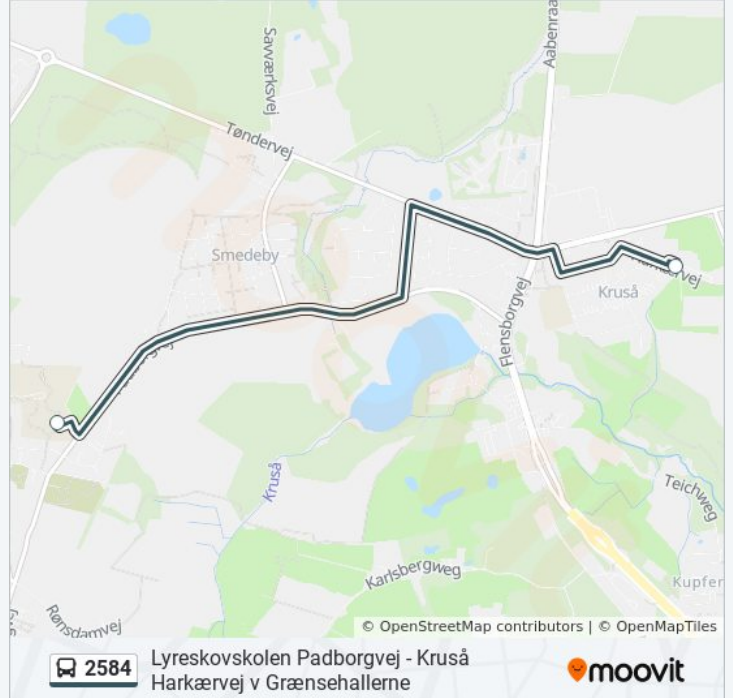 Aabenraa
Savværksvej
Tøndervej
Smedeby
Harkærvej
Kruså
Flensborgvej
Kruså
Teichweg
Karlsbergweg
Kupfer
Rønsdamvej
© OpenStreetMap contributors | © OpenMapTiles
2584
Lyreskovskolen Padborgvej - Kruså
Harkærvej v Grænsehallerne
moovit